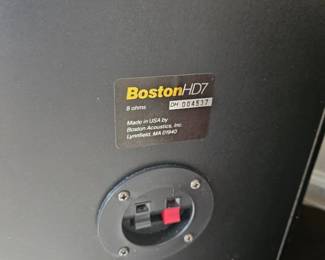 BostonHD7
8 ohms DH 004537
Made in USA by
Boston Acoustics, Inc.
Lynnfield, MA 01940